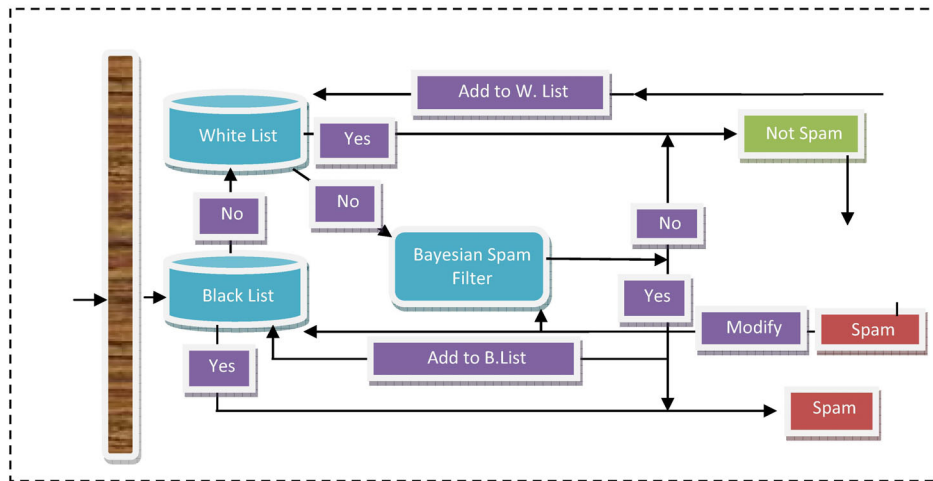 Add to W. List
White List
Yes
Not Spam
No
No
No
Bayesian Spam
Filter
Black List
Yes
Modify
Spam
Add to B.List
Yes
Spam